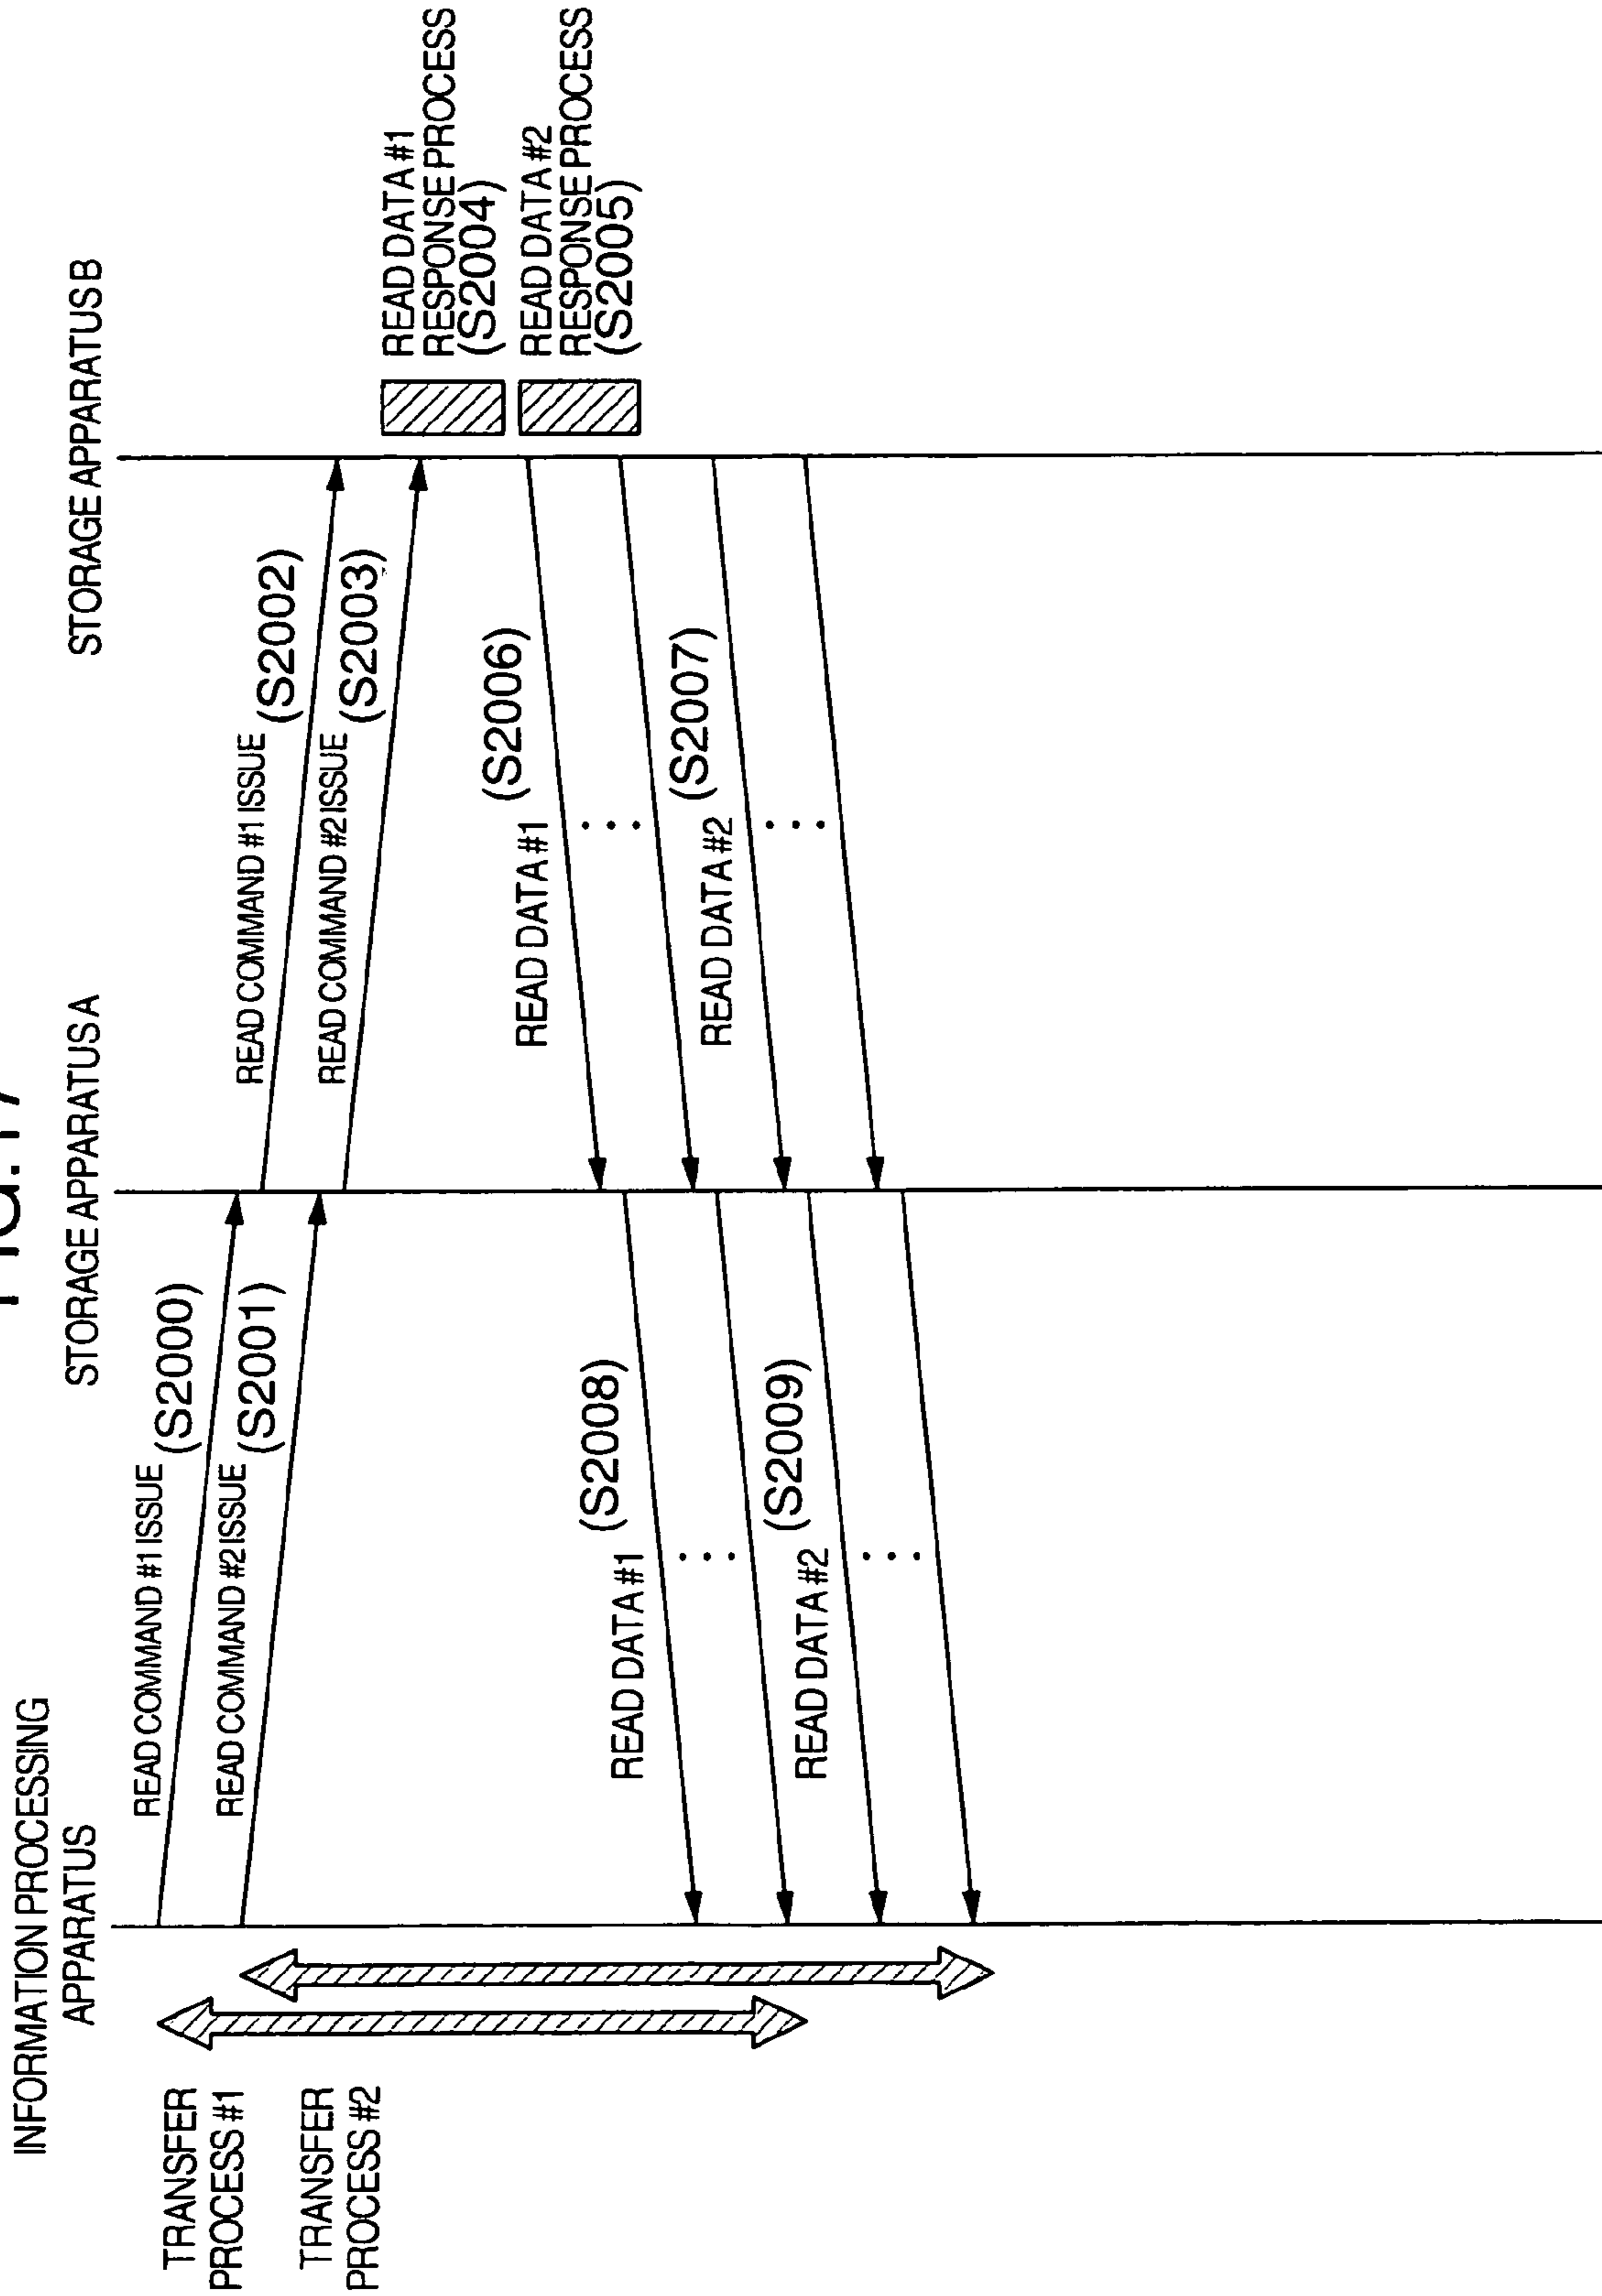 INFORMATION PROCESSING
APPARATUS
STORAGE APPARATUS A
STORAGE APPARATUS B
TRANSFER
PROCESS #1
TRANSFER
PROCESS #2
READ COMMAND #1 ISSUE
(S2000)
READ COMMAND #2 ISSUE
(S2001)
READ COMMAND #1 ISSUE
(S2002)
READ COMMAND #2 ISSUE
(S2003)
READ DATA #1
RESPONSE PROCESS
(S2004)
READ DATA #2
RESPONSE PROCESS
(S2005)
READ DATA #1
(S2006)
READ DATA #2
(S2007)
READ DATA #1
(S2008)
READ DATA #2
(S2009)